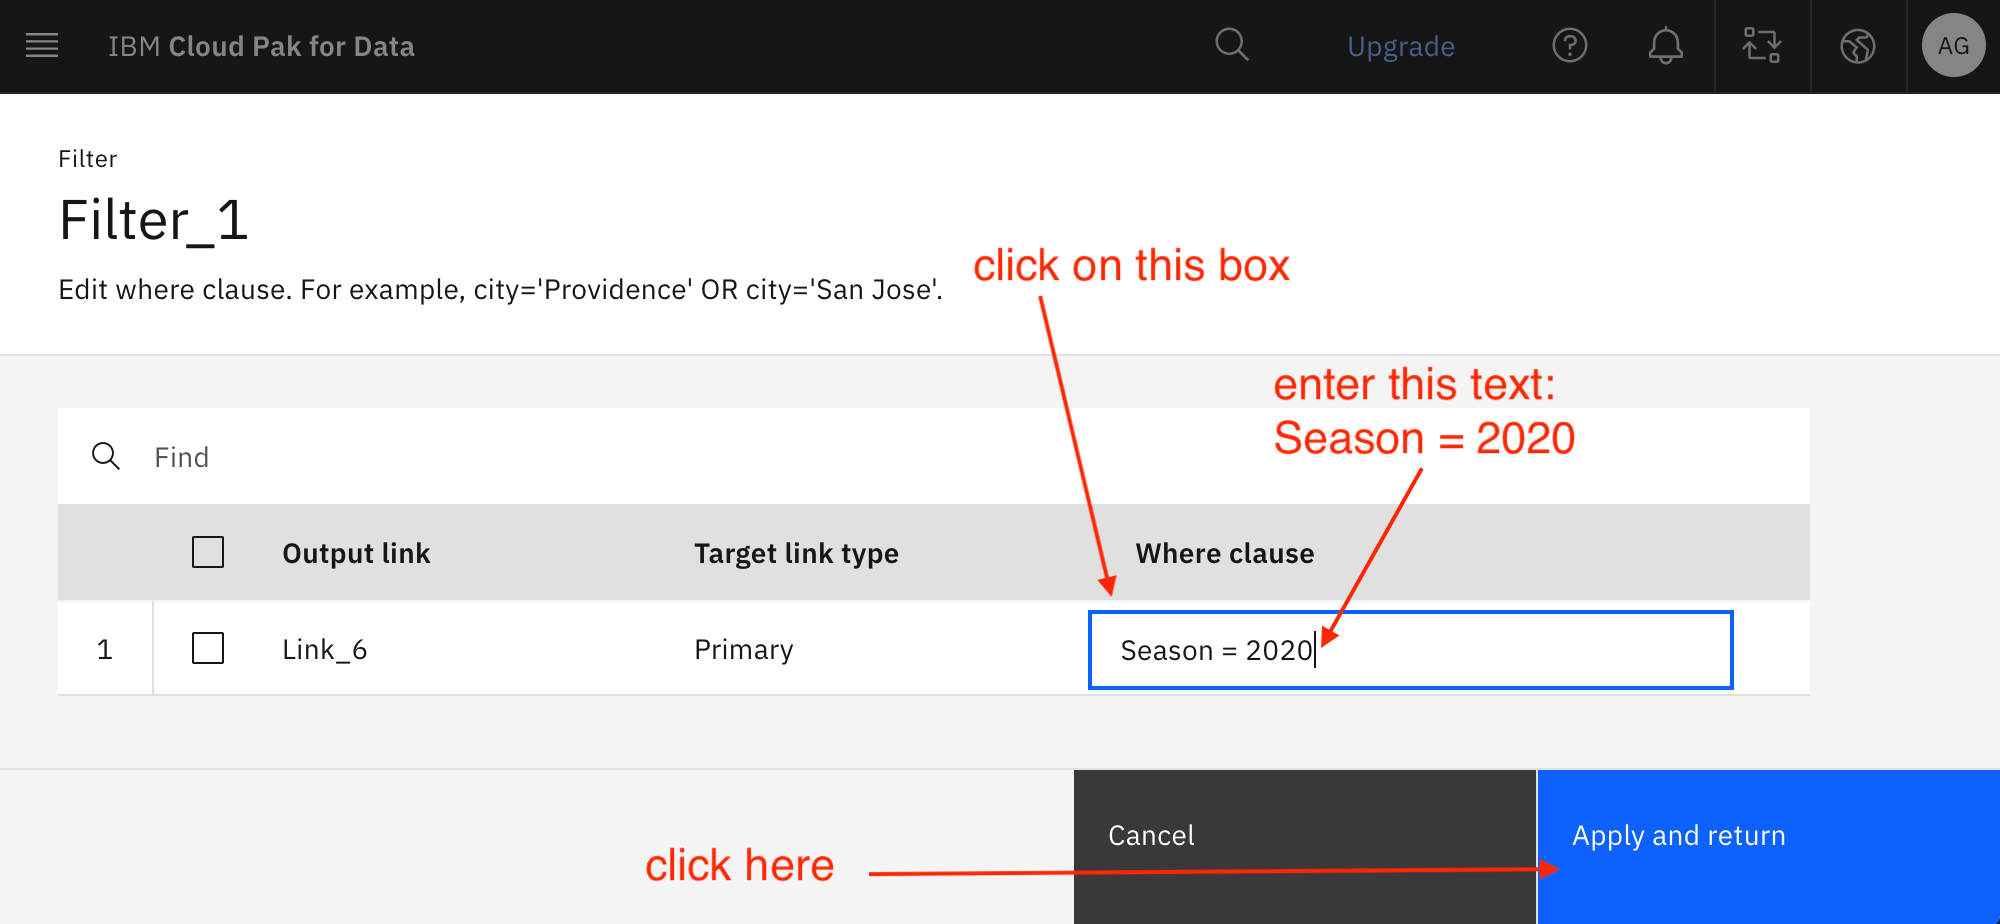 IBM Cloud Pak for Data
Upgrade
AG
Filter
Filter_1
Edit where clause. For example, city='Providence' OR city='San Jose'.
click on this box
enter this text:
Season = 2020
Find
Output link Target link type Where clause
1 Link_6 Primary Season = 2020
Cancel
Apply and return
click here